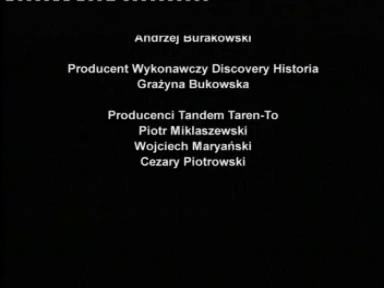 Andrzej Burakowski
Producent Wykonawczy Discovery Historia
Grażyna Bukowska
Producenci Tandem Taren-To
Piotr Miklaszewski
Wojciech Maryański
Cezary Piotrowski